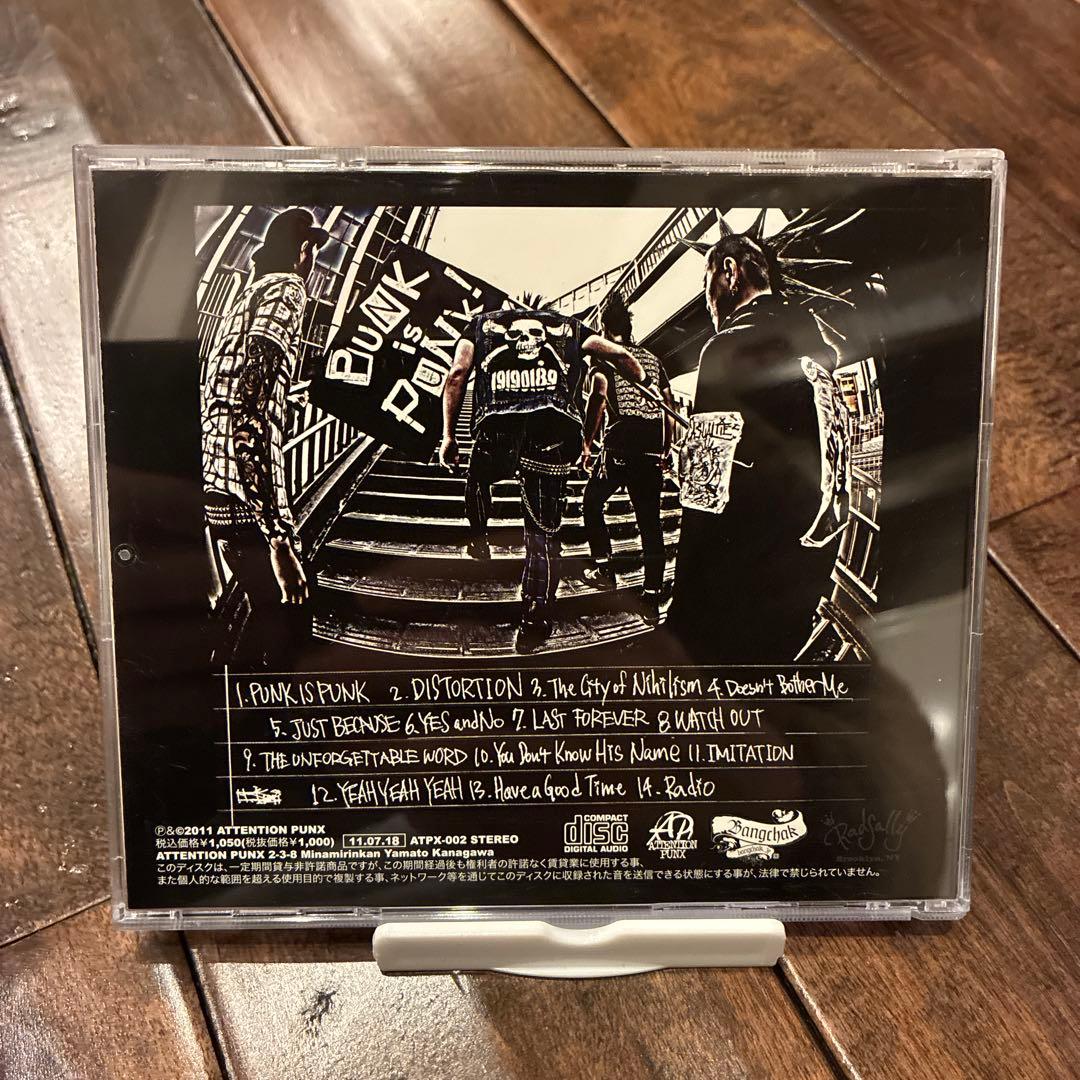 PUNK
is
PUNK!
1919 01 8.9
1. PUNK IS PUNK 2. DISTORTION 3. The City of Nihilism 4. Doesn't Bother Me
5. JUST BECAUSE 6. YES and NO 7. LAST FOREVER 8 WATCH OUT
9. THE UNFORGETTABLE WORD 10. You Don't Know His Name 11. IMITATION
12. YEAH YEAH YEAH 13. Have a Good Time 14. Radio
Ⓟ&©2011 ATTENTION PUNX
税込価格¥1,050(税抜価格¥1,000) 11.07.18 ATPX-002 STEREO
ATTENTION PUNX 2-3-8 Minamirinkan Yamato Kanagawa
COMPACT
disc
DIGITAL AUDIO
AP
ATTENTION
PUNX
Bangchak
RadSally
Brooklyn, NY
このディスクは、一定期間貸与非許諾商品ですが、この期間経過後も権利者の許諾なく賃貸業に使用する事、
また個人的な範囲を超える使用目的で複製する事、ネットワーク等を通じてこのディスクに収録された音を送信できる状態にする事が、法律で禁じられていません。